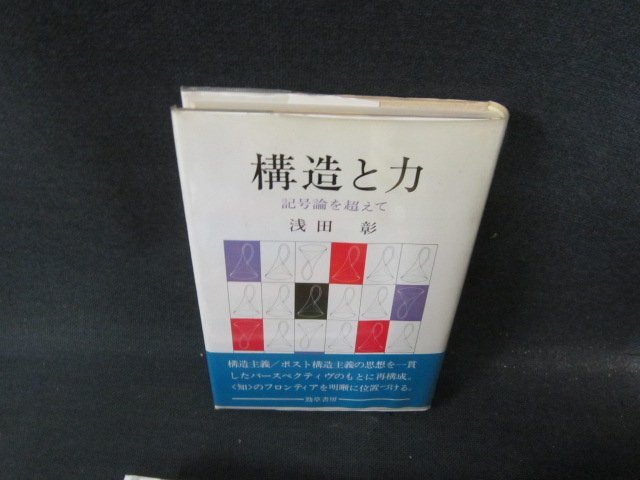 構造と力
記号論を超えて
浅田 彰
構造主義/ポスト構造主義の思想を一貫
したパースペクティヴのもとに再構成。
〈知〉のフロンティアを明晰に位置づける。
勁草書房